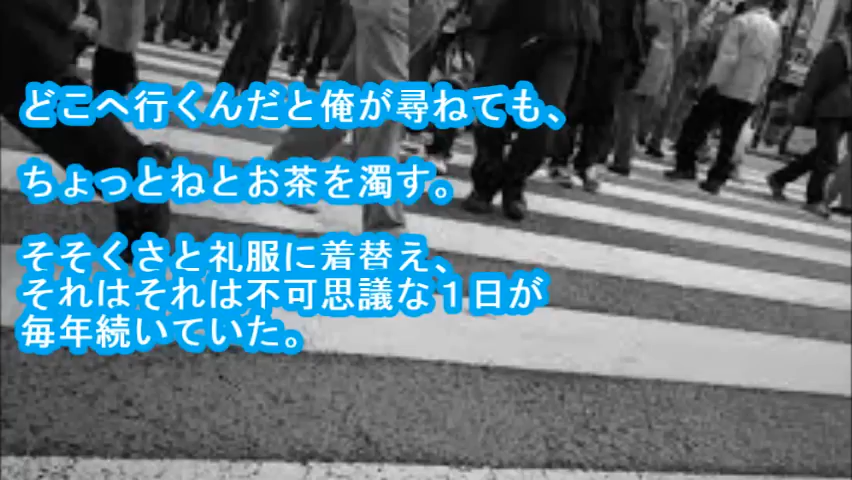 どこへ行くんだと俺が尋ねても、
ちょっとねとお茶を濁す。
そそくさと礼服に着替え、
それはそれは不可思議な１日が
毎年続いていた。